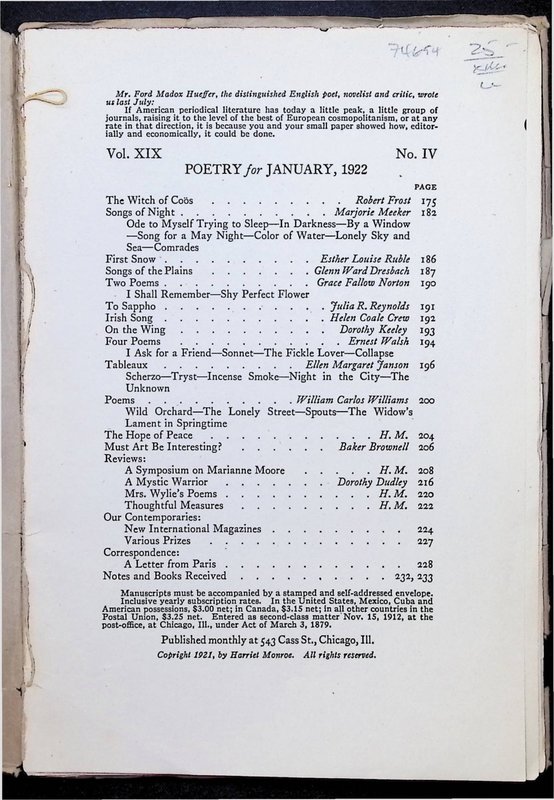 74694 25
Mr. Ford Madox Hueffer, the distinguished English poet, novelist and critic, wrote
us last July:
If American periodical literature has today a little peak, a little group of
journals, raising it to the level of the best of European cosmopolitanism, or at any
rate in that direction, it is because you and your small paper showed how, editor-
ially and economically, it could be done.
Vol. XIX No. IV
POETRY for JANUARY, 1922
PAGE
The Witch of Coös . . . . . . . . . Robert Frost 175
Songs of Night . . . . . . . . . . Marjorie Meeker 182
Ode to Myself Trying to Sleep—In Darkness—By a Window
—Song for a May Night—Color of Water—Lonely Sky and
Sea—Comrades
First Snow . . . . . . . . . . Esther Louise Ruble 186
Songs of the Plains . . . . . . . Glenn Ward Dresbach 187
Two Poems . . . . . . . . . . Grace Fallow Norton 190
I Shall Remember—Shy Perfect Flower
To Sappho . . . . . . . . . . . Julia R. Reynolds 191
Irish Song . . . . . . . . . . . Helen Coale Crew 192
On the Wing . . . . . . . . . . Dorothy Keeley 193
Four Poems . . . . . . . . . . . Ernest Walsh 194
I Ask for a Friend—Sonnet—The Fickle Lover—Collapse
Tableaux . . . . . . . . . Ellen Margaret Janson 196
Scherzo—Tryst—Incense Smoke—Night in the City—The
Unknown
Poems . . . . . . . . . . William Carlos Williams 200
Wild Orchard—The Lonely Street—Spouts—The Widow's
Lament in Springtime
The Hope of Peace . . . . . . . . . . . H. M. 204
Must Art Be Interesting? . . . . . . Baker Brownell 206
Reviews:
A Symposium on Marianne Moore . . . . . H. M. 208
A Mystic Warrior . . . . . . . . Dorothy Dudley 216
Mrs. Wylie's Poems . . . . . . . . . . H. M. 220
Thoughtful Measures . . . . . . . . . . H. M. 222
Our Contemporaries:
New International Magazines . . . . . . . . . . 224
Various Prizes . . . . . . . . . . . . . 227
Correspondence:
A Letter from Paris . . . . . . . . . . . . 228
Notes and Books Received . . . . . . . . . . . 232, 233
Manuscripts must be accompanied by a stamped and self-addressed envelope.
Inclusive yearly subscription rates. In the United States, Mexico, Cuba and
American possessions, $3.00 net; in Canada, $3.15 net; in all other countries in the
Postal Union, $3.25 net. Entered as second-class matter Nov. 15, 1912, at the
post-office, at Chicago, Ill., under Act of March 3, 1879.
Published monthly at 543 Cass St., Chicago, Ill.
Copright 1921, by Harriet Monroe. All rights reserved.